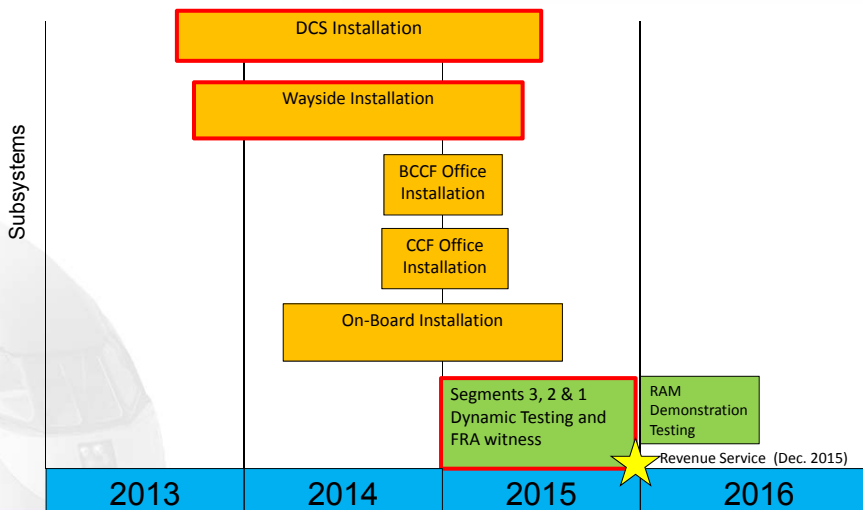 Subsystems
DCS Installation
Wayside Installation
BCCF Office
Installation
CCF Office
Installation
On-Board Installation
Segments 3, 2 & 1
Dynamic Testing and
FRA witness
RAM
Demonstration
Testing
Revenue Service (Dec. 2015)
2013
2014
2015
2016